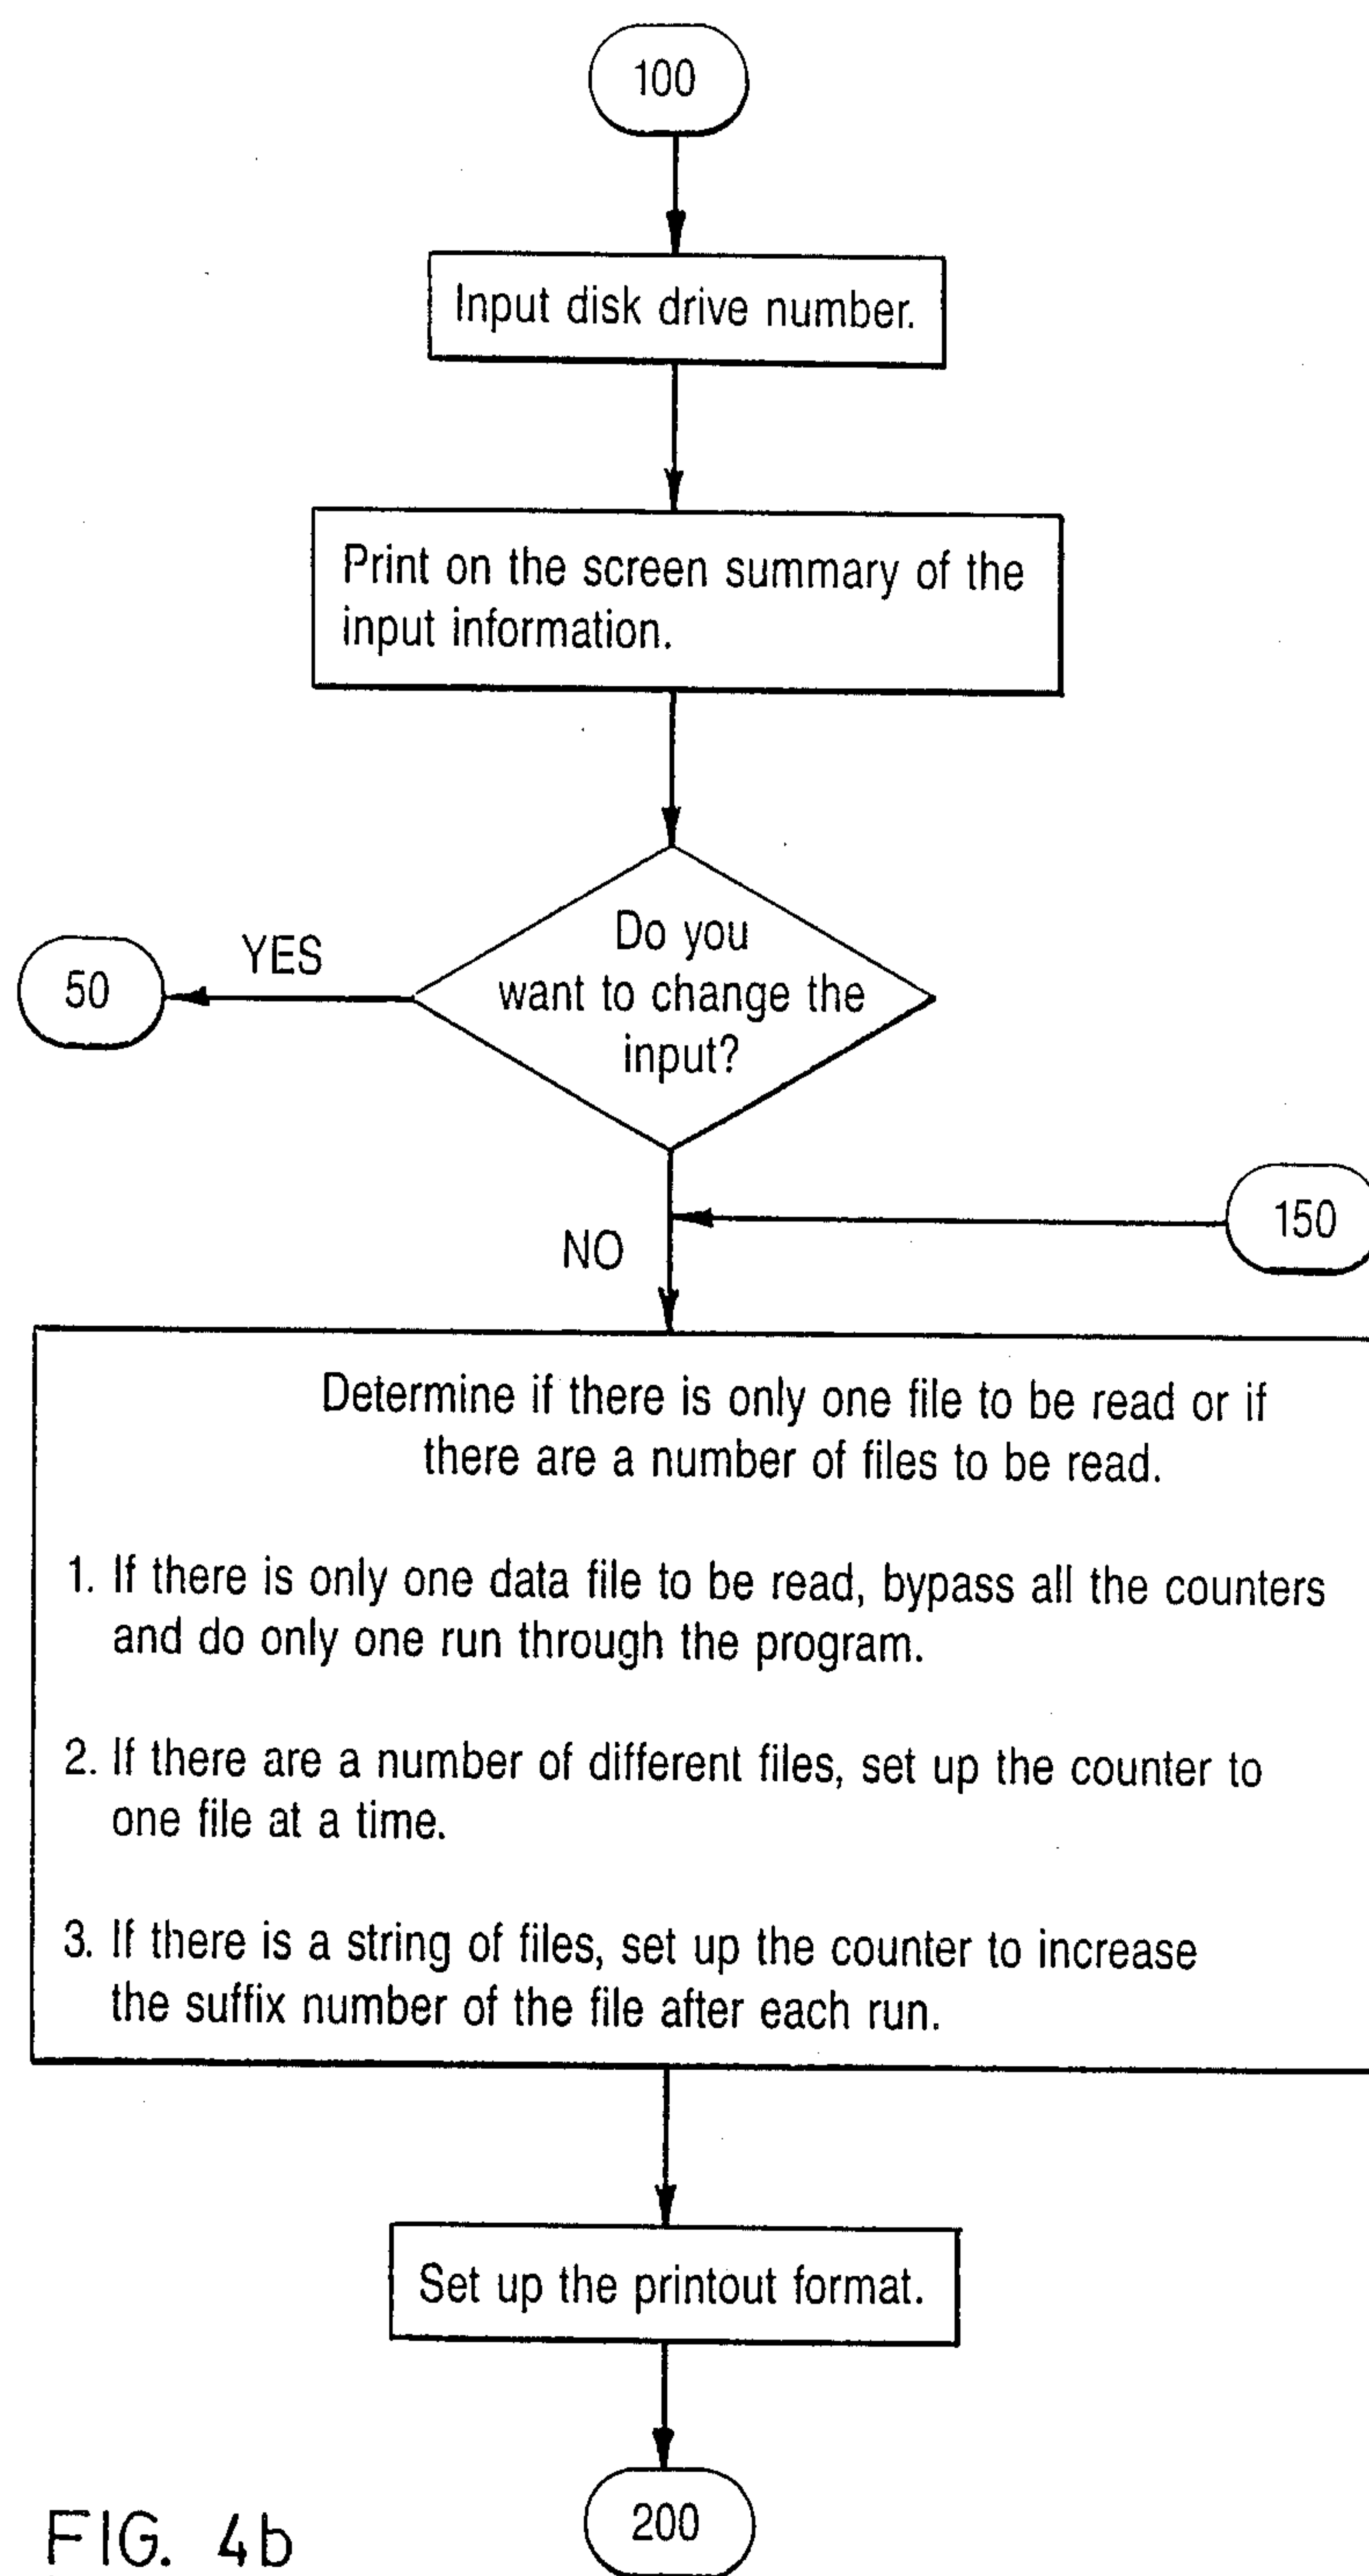 100
Input disk drive number.
Print on the screen summary of the
input information.
Do you
want to change the
input?
YES
50
NO
150
Determine if there is only one file to be read or if
there are a number of files to be read.
1. If there is only one data file to be read, bypass all the counters
and do only one run through the program.
2. If there are a number of different files, set up the counter to
one file at a time.
3. If there is a string of files, set up the counter to increase
the suffix number of the file after each run.
Set up the printout format.
200
FIG. 4b